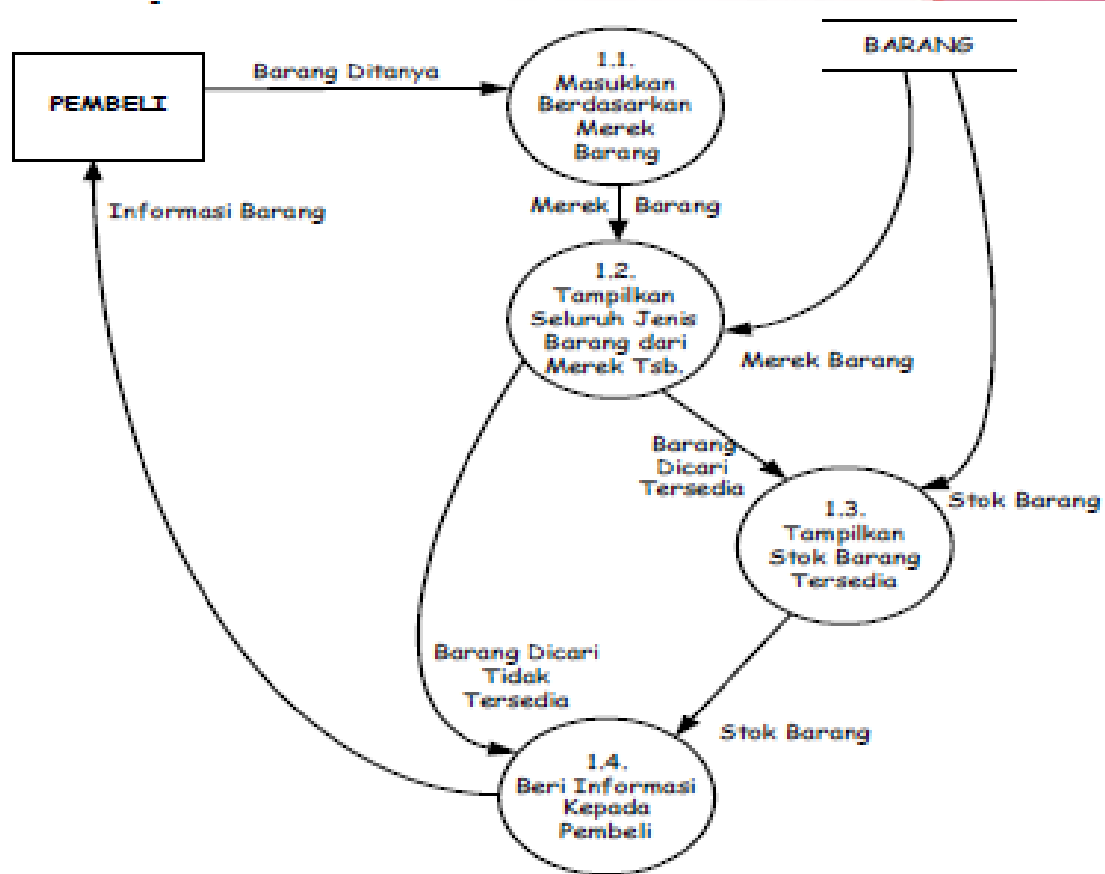 BARANG
PEMBELI
Barang Ditanya
1.1.
Masukkan
Berdasarkan
Merek
Barang
Informasi Barang
Merek Barang
1.2.
Tampilkan
Seluruh Jenis
Barang dari
Merek Tsb.
Merek Barang
Barang
Dicari
Tersedia
Stok Barang
1.3.
Tampilkan
Stok Barang
Tersedia
Barang Dicari
Tidak
Tersedia
Stok Barang
1.4.
Beri Informasi
Kepada
Pembeli